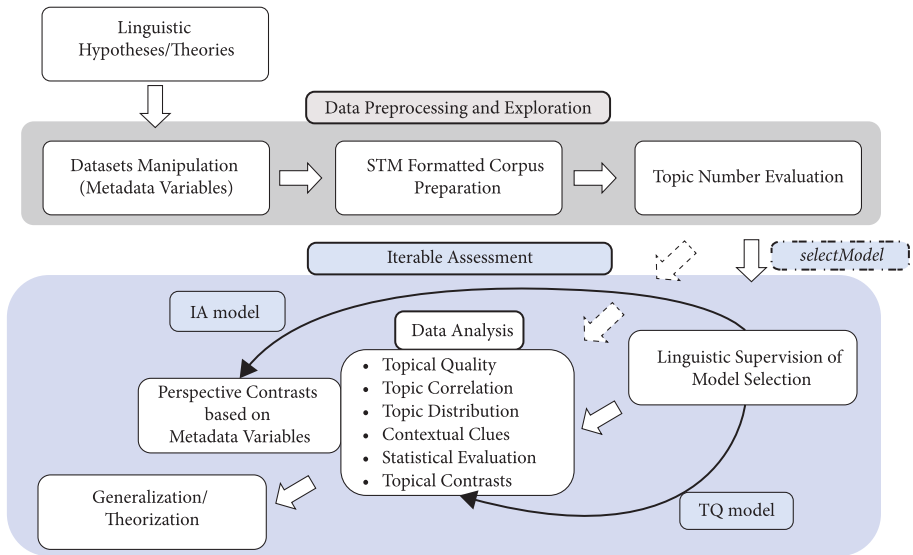 Linguistic
Hypotheses/Theories
Data Preprocessing and Exploration
Datasets Manipulation
(Metadata Variables)
STM Formatted Corpus
Preparation
Topic Number Evaluation
Iterable Assessment
selectModel
IA model
Data Analysis
• Topical Quality
• Topic Correlation
• Topic Distribution
• Contextual Clues
• Statistical Evaluation
• Topical Contrasts
Linguistic Supervision of
Model Selection
Perspective Contrasts
based on
Metadata Variables
Generalization/
Theorization
TQ model